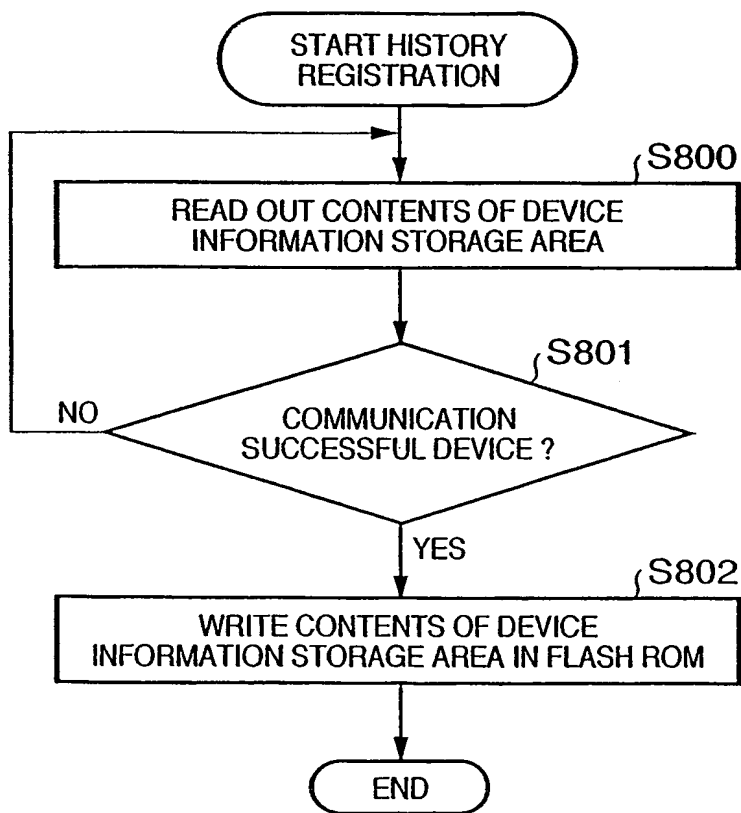 START HISTORY
REGISTRATION
S800
READ OUT CONTENTS OF DEVICE
INFORMATION STORAGE AREA
S801
NO
COMMUNICATION
SUCCESSFUL DEVICE ?
YES
S802
WRITE CONTENTS OF DEVICE
INFORMATION STORAGE AREA IN FLASH ROM
END